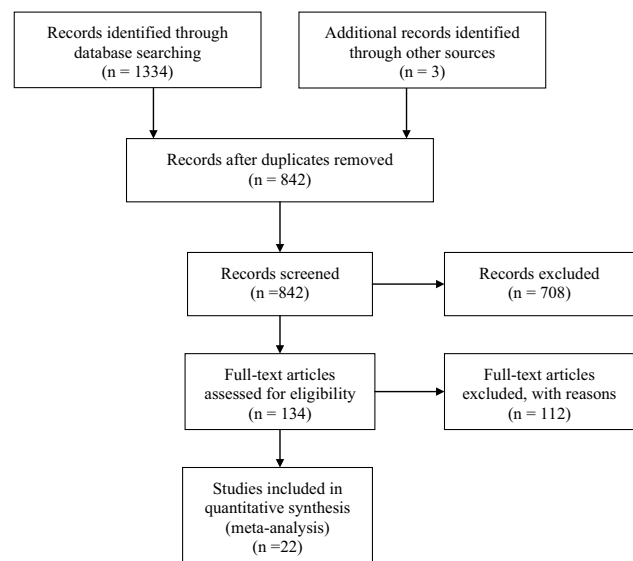 Records identified through
database searching
(n = 1334)
Additional records identified
through other sources
(n = 3)
Records after duplicates removed
(n = 842)
Records screened
(n =842)
Records excluded
(n = 708)
Full-text articles
assessed for eligibility
(n = 134)
Full-text articles
excluded, with reasons
(n = 112)
Studies included in
quantitative synthesis
(meta-analysis)
(n =22)